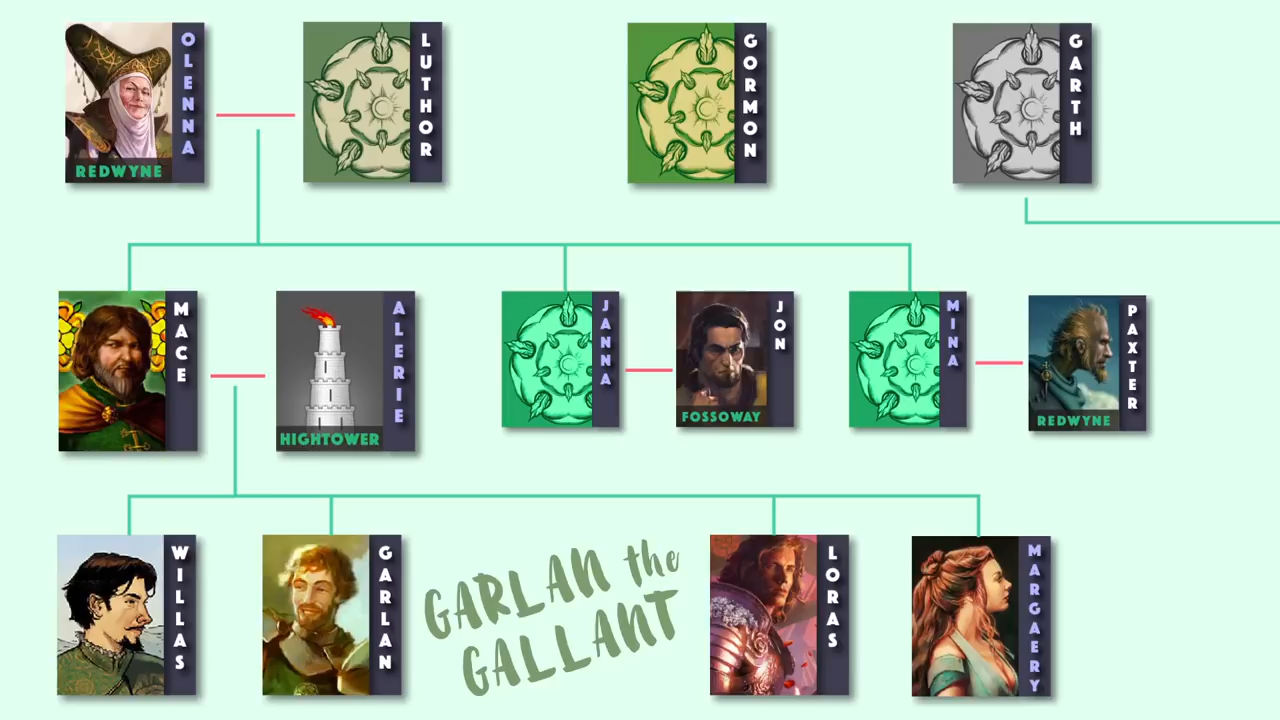 OLENNA
REDWYNE
LUTHOR
GORMON
GARTH
MACE
ALERIE
HIGHTOWER
JANNA
JON
FOSSOWAY
MINA
PAXTER
REDWYNE
WILLAS
GARLAN
GARLAN the
GALLANT
LORAS
MARGAERY